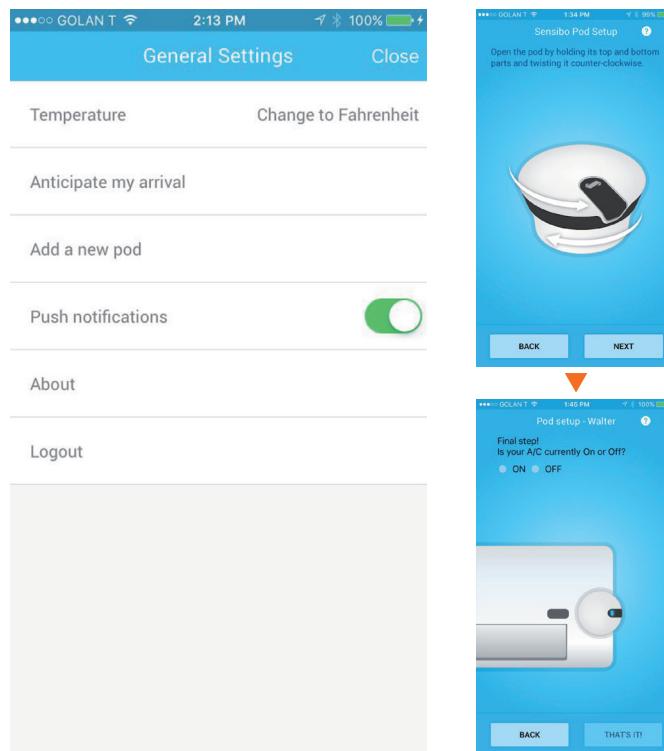 GOLAN T 2:13 PM 100%
General Settings Close
Temperature Change to Fahrenheit
Anticipate my arrival
Add a new pod
Push notifications
About
Logout
GOLAN T 1:34 PM 99%
Sensibo Pod Setup ?
Open the pod by holding its top and bottom
parts and twisting it counter-clockwise.
BACK NEXT
GOLAN T 1:45 PM 100%
Pod setup - Walter ?
Final step!
Is your A/C currently On or Off?
ON OFF
BACK THAT'S IT!